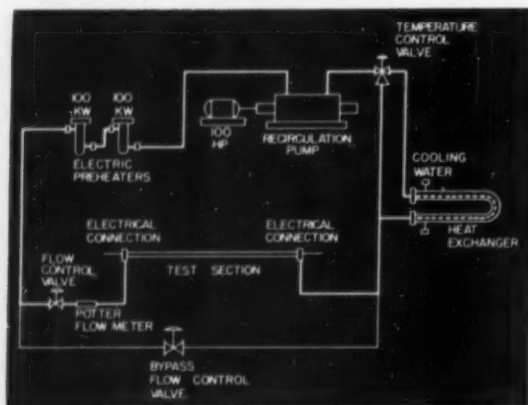 TEMPERATURE
CONTROL
VALVE
100
KW
100
KW
100
HP
RECIRCULATION
PUMP
ELECTRIC
PREHEATERS
COOLING
WATER
HEAT
EXCHANGER
ELECTRICAL
CONNECTION
ELECTRICAL
CONNECTION
FLOW
CONTROL
VALVE
TEST SECTION
POTTER
FLOW METER
BYPASS
FLOW CONTROL
VALVE